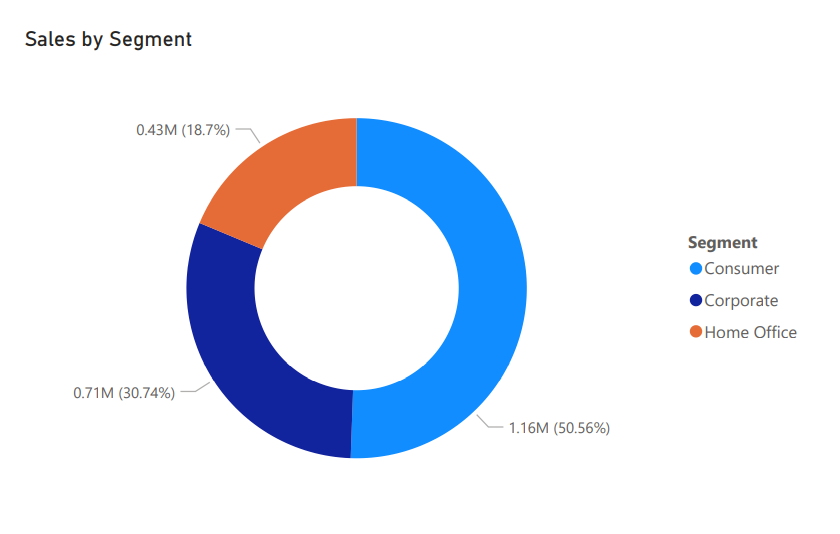 Sales by Segment
0.43M (18.7%)
0.71M (30.74%)
1.16M (50.56%)
Segment
Consumer
Corporate
Home Office